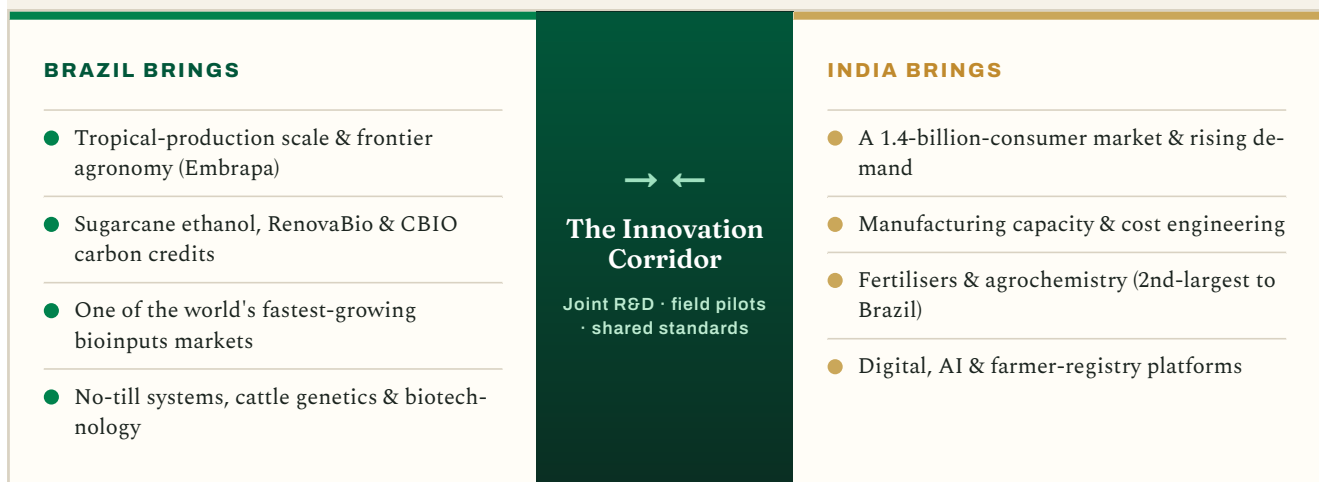 BRAZIL BRINGS
Tropical-production scale & frontier
agronomy (Embrapa)
Sugarcane ethanol, RenovaBio & CBIO
carbon credits
One of the world's fastest-growing
bioinputs markets
No-till systems, cattle genetics & biotech-
nology
→ ←
The Innovation
Corridor
Joint R&D · field pilots
· shared standards
INDIA BRINGS
A 1.4-billion-consumer market & rising de-
mand
Manufacturing capacity & cost engineering
Fertilisers & agrochemistry (2nd-largest to
Brazil)
Digital, AI & farmer-registry platforms